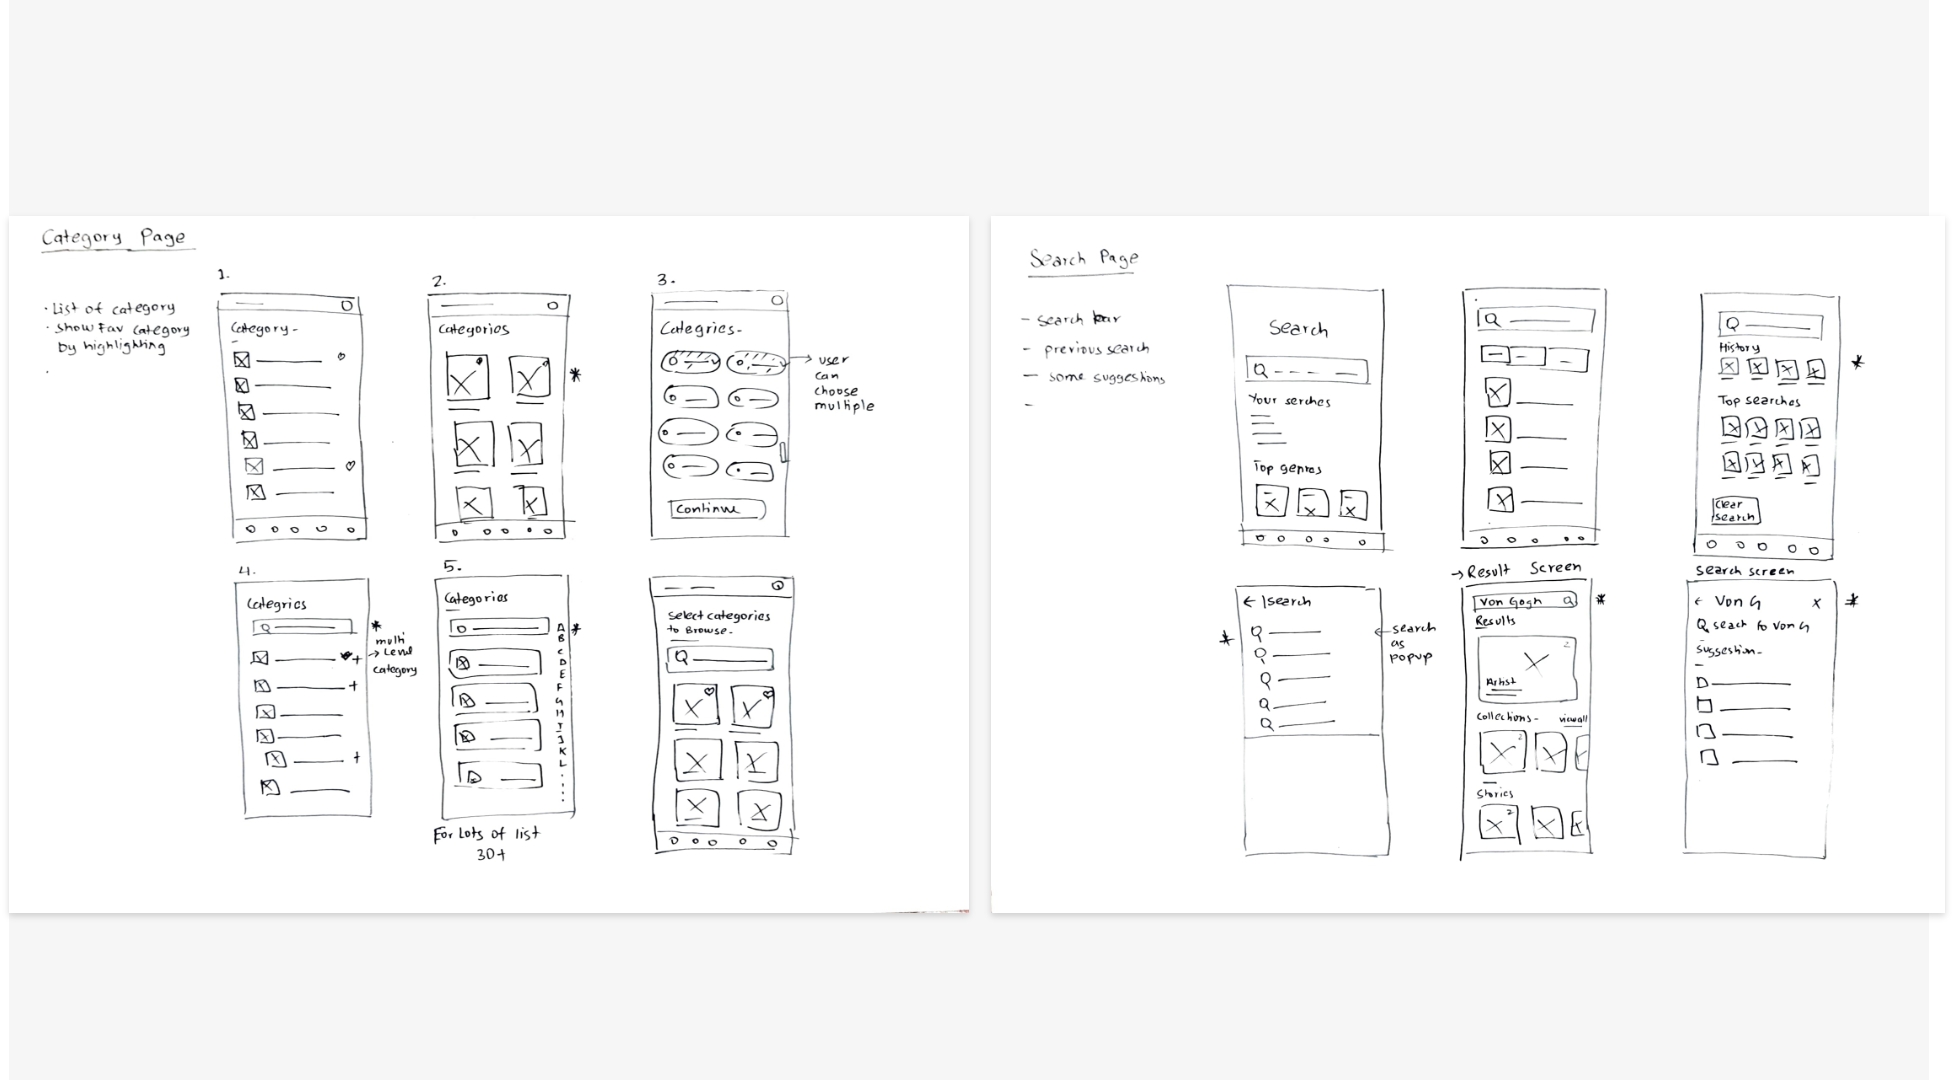 Category Page
· List of category
· Show Fav category
by highlighting
1.
Category-
2.
Categories
*
3.
Categries-
Continue
user
can
choose
multiple
4.
Categries
*
multi
→ Level
category
5.
Categories
*
A
B
C
D
E
F
G
H
I
J
K
L
For Lots of list
30+
Select categories
to Browse-
Search Page
- search bar
- previous search
- some suggestions
-
Search
Your serches
Top genres
History
*
Top searches
Clear
search
* ← |search
← search
as
popup
→ Result Screen
Von Gogh
*
Results
Artist
Collections- view all
Stories
Search screen
← Von G X
*
Q seach fo Von G
Suggestion-